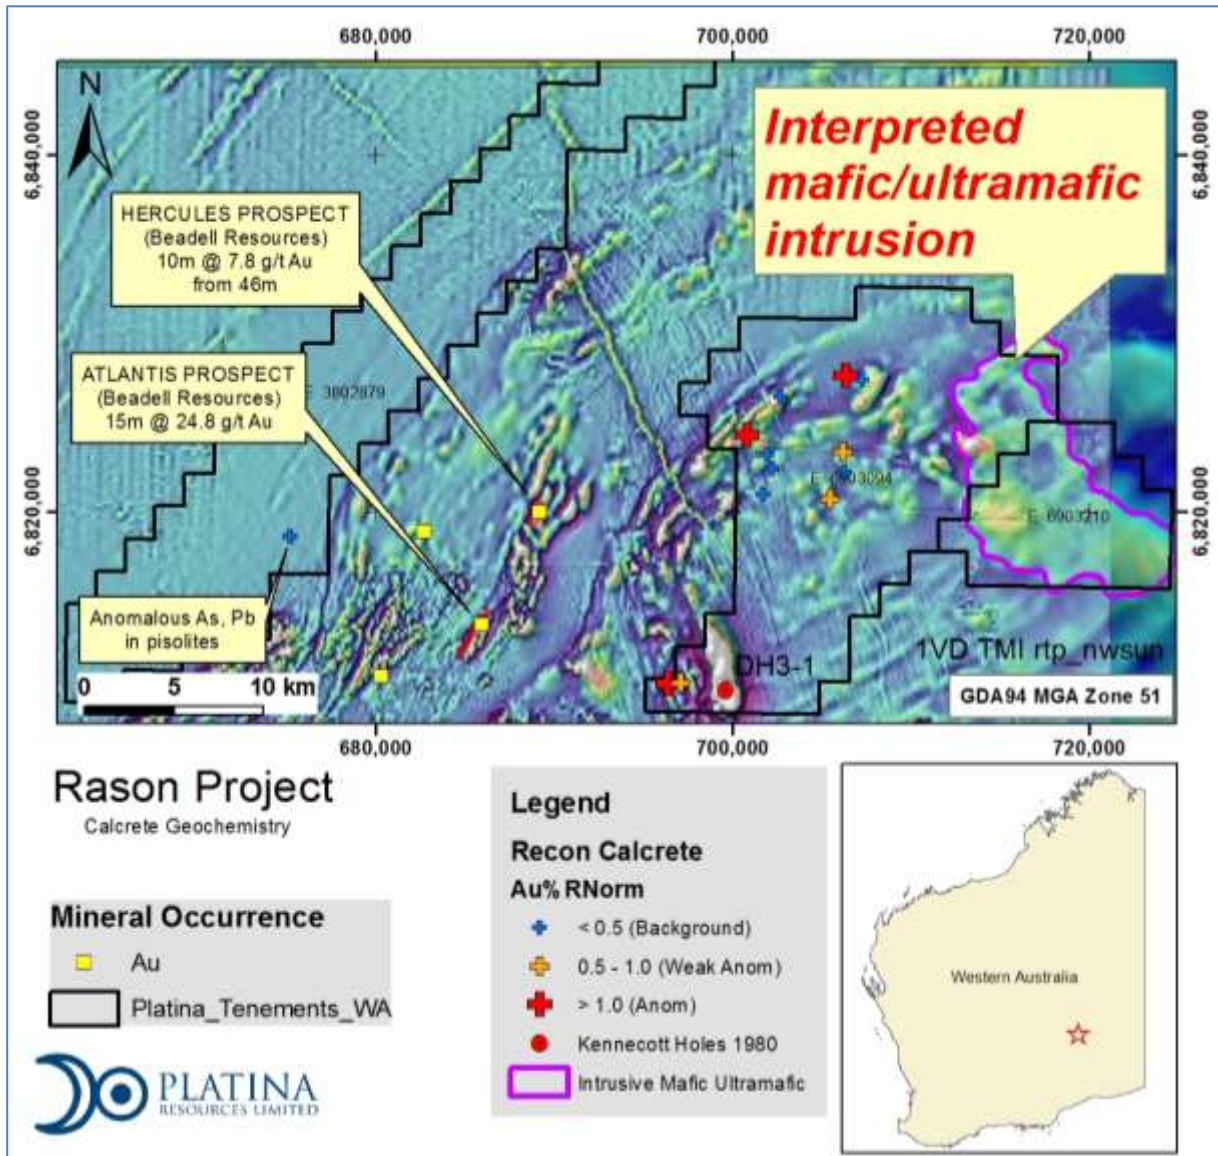 680,000
700,000
720,000
N
6,840,000
6,840,000
Interpreted
mafic/ultramafic
intrusion
HERCULES PROSPECT
(Beadell Resources)
10m @ 7.8 g/t Au
from 46m
ATLANTIS PROSPECT
(Beadell Resources)
15m @ 24.8 g/t Au
E 3802879
E 6903094
E 6903210
6,820,000
6,820,000
Anomalous As, Pb
in pisolites
0 5 10 km
DH3-1
1VD TMI rtp_nwsun
GDA94 MGA Zone 51
680,000
700,000
720,000
Rason Project
Calcrete Geochemistry
Mineral Occurrence
Au
Platina_Tenements_WA
PLATINA
RESOURCES LIMITED
Legend
Recon Calcrete
Au% RNorm
< 0.5 (Background)
0.5 - 1.0 (Weak Anom)
> 1.0 (Anom)
Kennecott Holes 1980
Intrusive Mafic Ultramafic
Western Australia